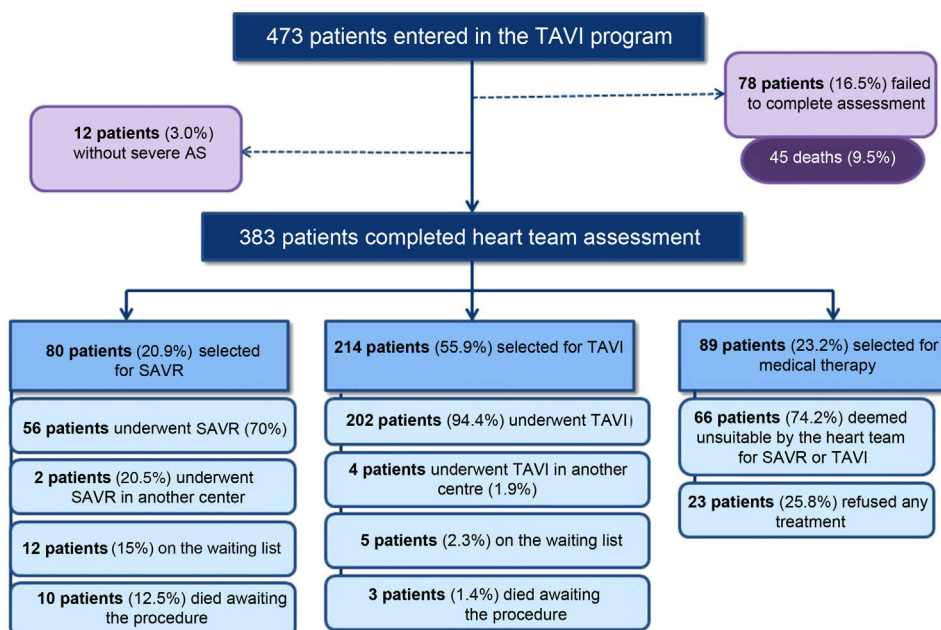 473 patients entered in the TAVI program
78 patients (16.5%) failed
to complete assessment
45 deaths (9.5%)
12 patients (3.0%)
without severe AS
383 patients completed heart team assessment
80 patients (20.9%) selected
for SAVR
56 patients underwent SAVR (70%)
2 patients (20.5%) underwent
SAVR in another center
12 patients (15%) on the waiting list
10 patients (12.5%) died awaiting
the procedure
214 patients (55.9%) selected for TAVI
202 patients (94.4%) underwent TAVI)
4 patients underwent TAVI in another
centre (1.9%)
5 patients (2.3%) on the waiting list
3 patients (1.4%) died awaiting
the procedure
89 patients (23.2%) selected for
medical therapy
66 patients (74.2%) deemed
unsuitable by the heart team
for SAVR or TAVI
23 patients (25.8%) refused any
treatment